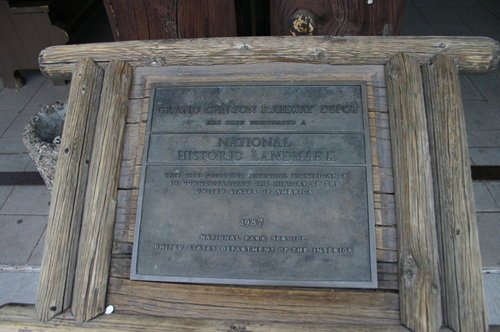 GRAND CANYON RAILWAY DEPOT
HAS BEEN DESIGNATED A
NATIONAL
HISTORIC LANDMARK
THIS SITE POSSESSES NATIONAL SIGNIFICANCE
IN COMMEMORATING THE HISTORY OF THE
UNITED STATES OF AMERICA
1987
NATIONAL PARK SERVICE
UNITED STATES DEPARTMENT OF THE INTERIOR